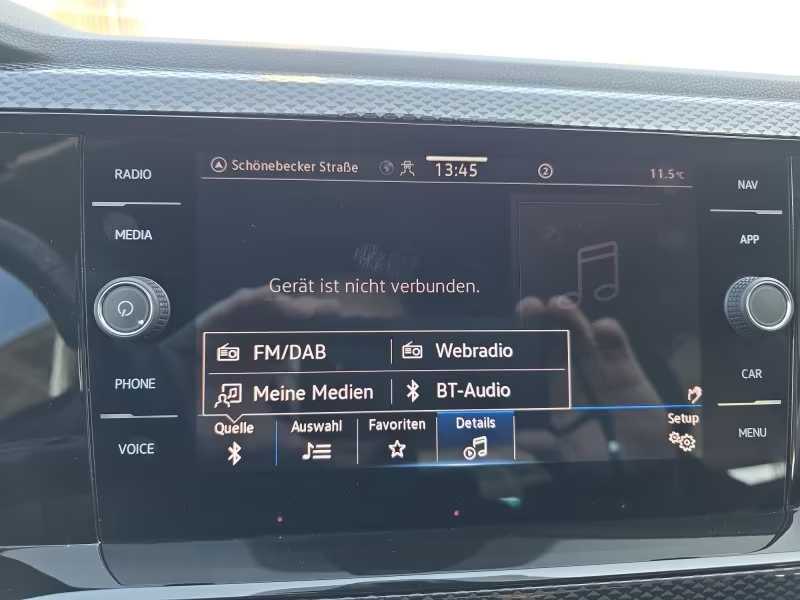 RADIO
MEDIA
PHONE
VOICE
Schönebecker Straße 13:45 2 11.5°C
Gerät ist nicht verbunden.
FM/DAB Webradio
Meine Medien BT-Audio
Quelle Auswahl Favoriten Details Setup
NAV
APP
CAR
MENU